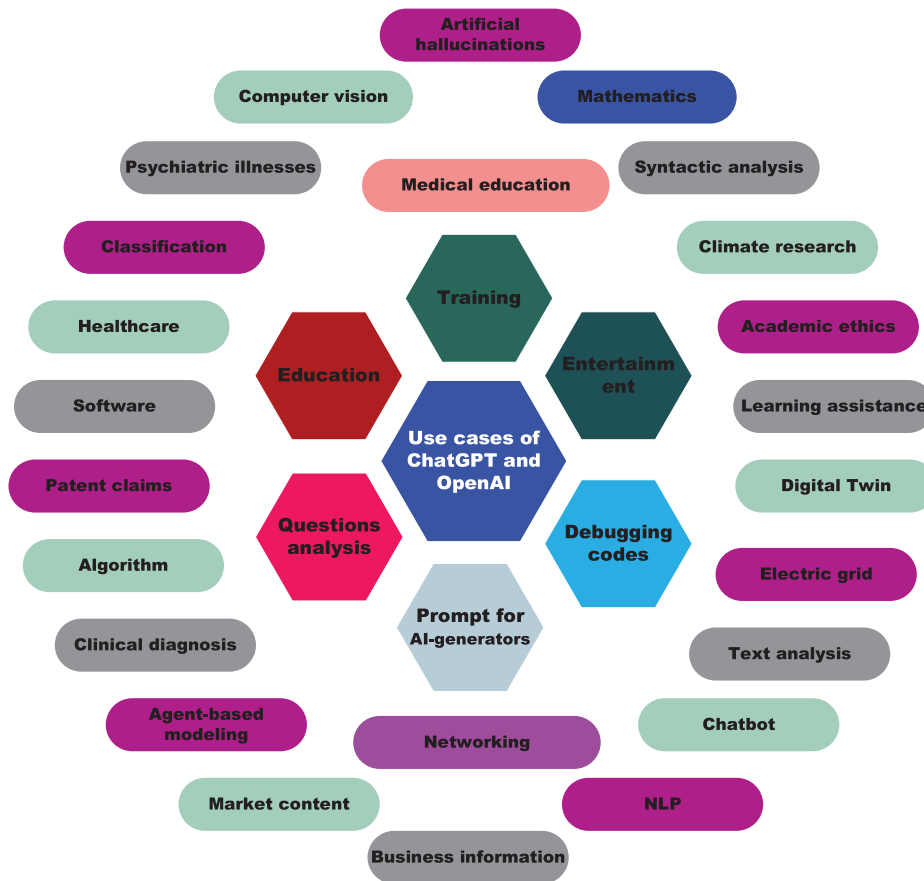 Artificial
hallucinations
Computer vision
Mathematics
Psychiatric illnesses
Syntactic analysis
Medical education
Classification
Climate research
Training
Healthcare
Academic ethics
Education
Entertainm
ent
Software
Learning assistance
Use cases of
ChatGPT and
OpenAI
Patent claims
Digital Twin
Questions
analysis
Debugging
codes
Algorithm
Electric grid
Prompt for
AI-generators
Clinical diagnosis
Text analysis
Agent-based
modeling
Networking
Chatbot
Market content
NLP
Business information